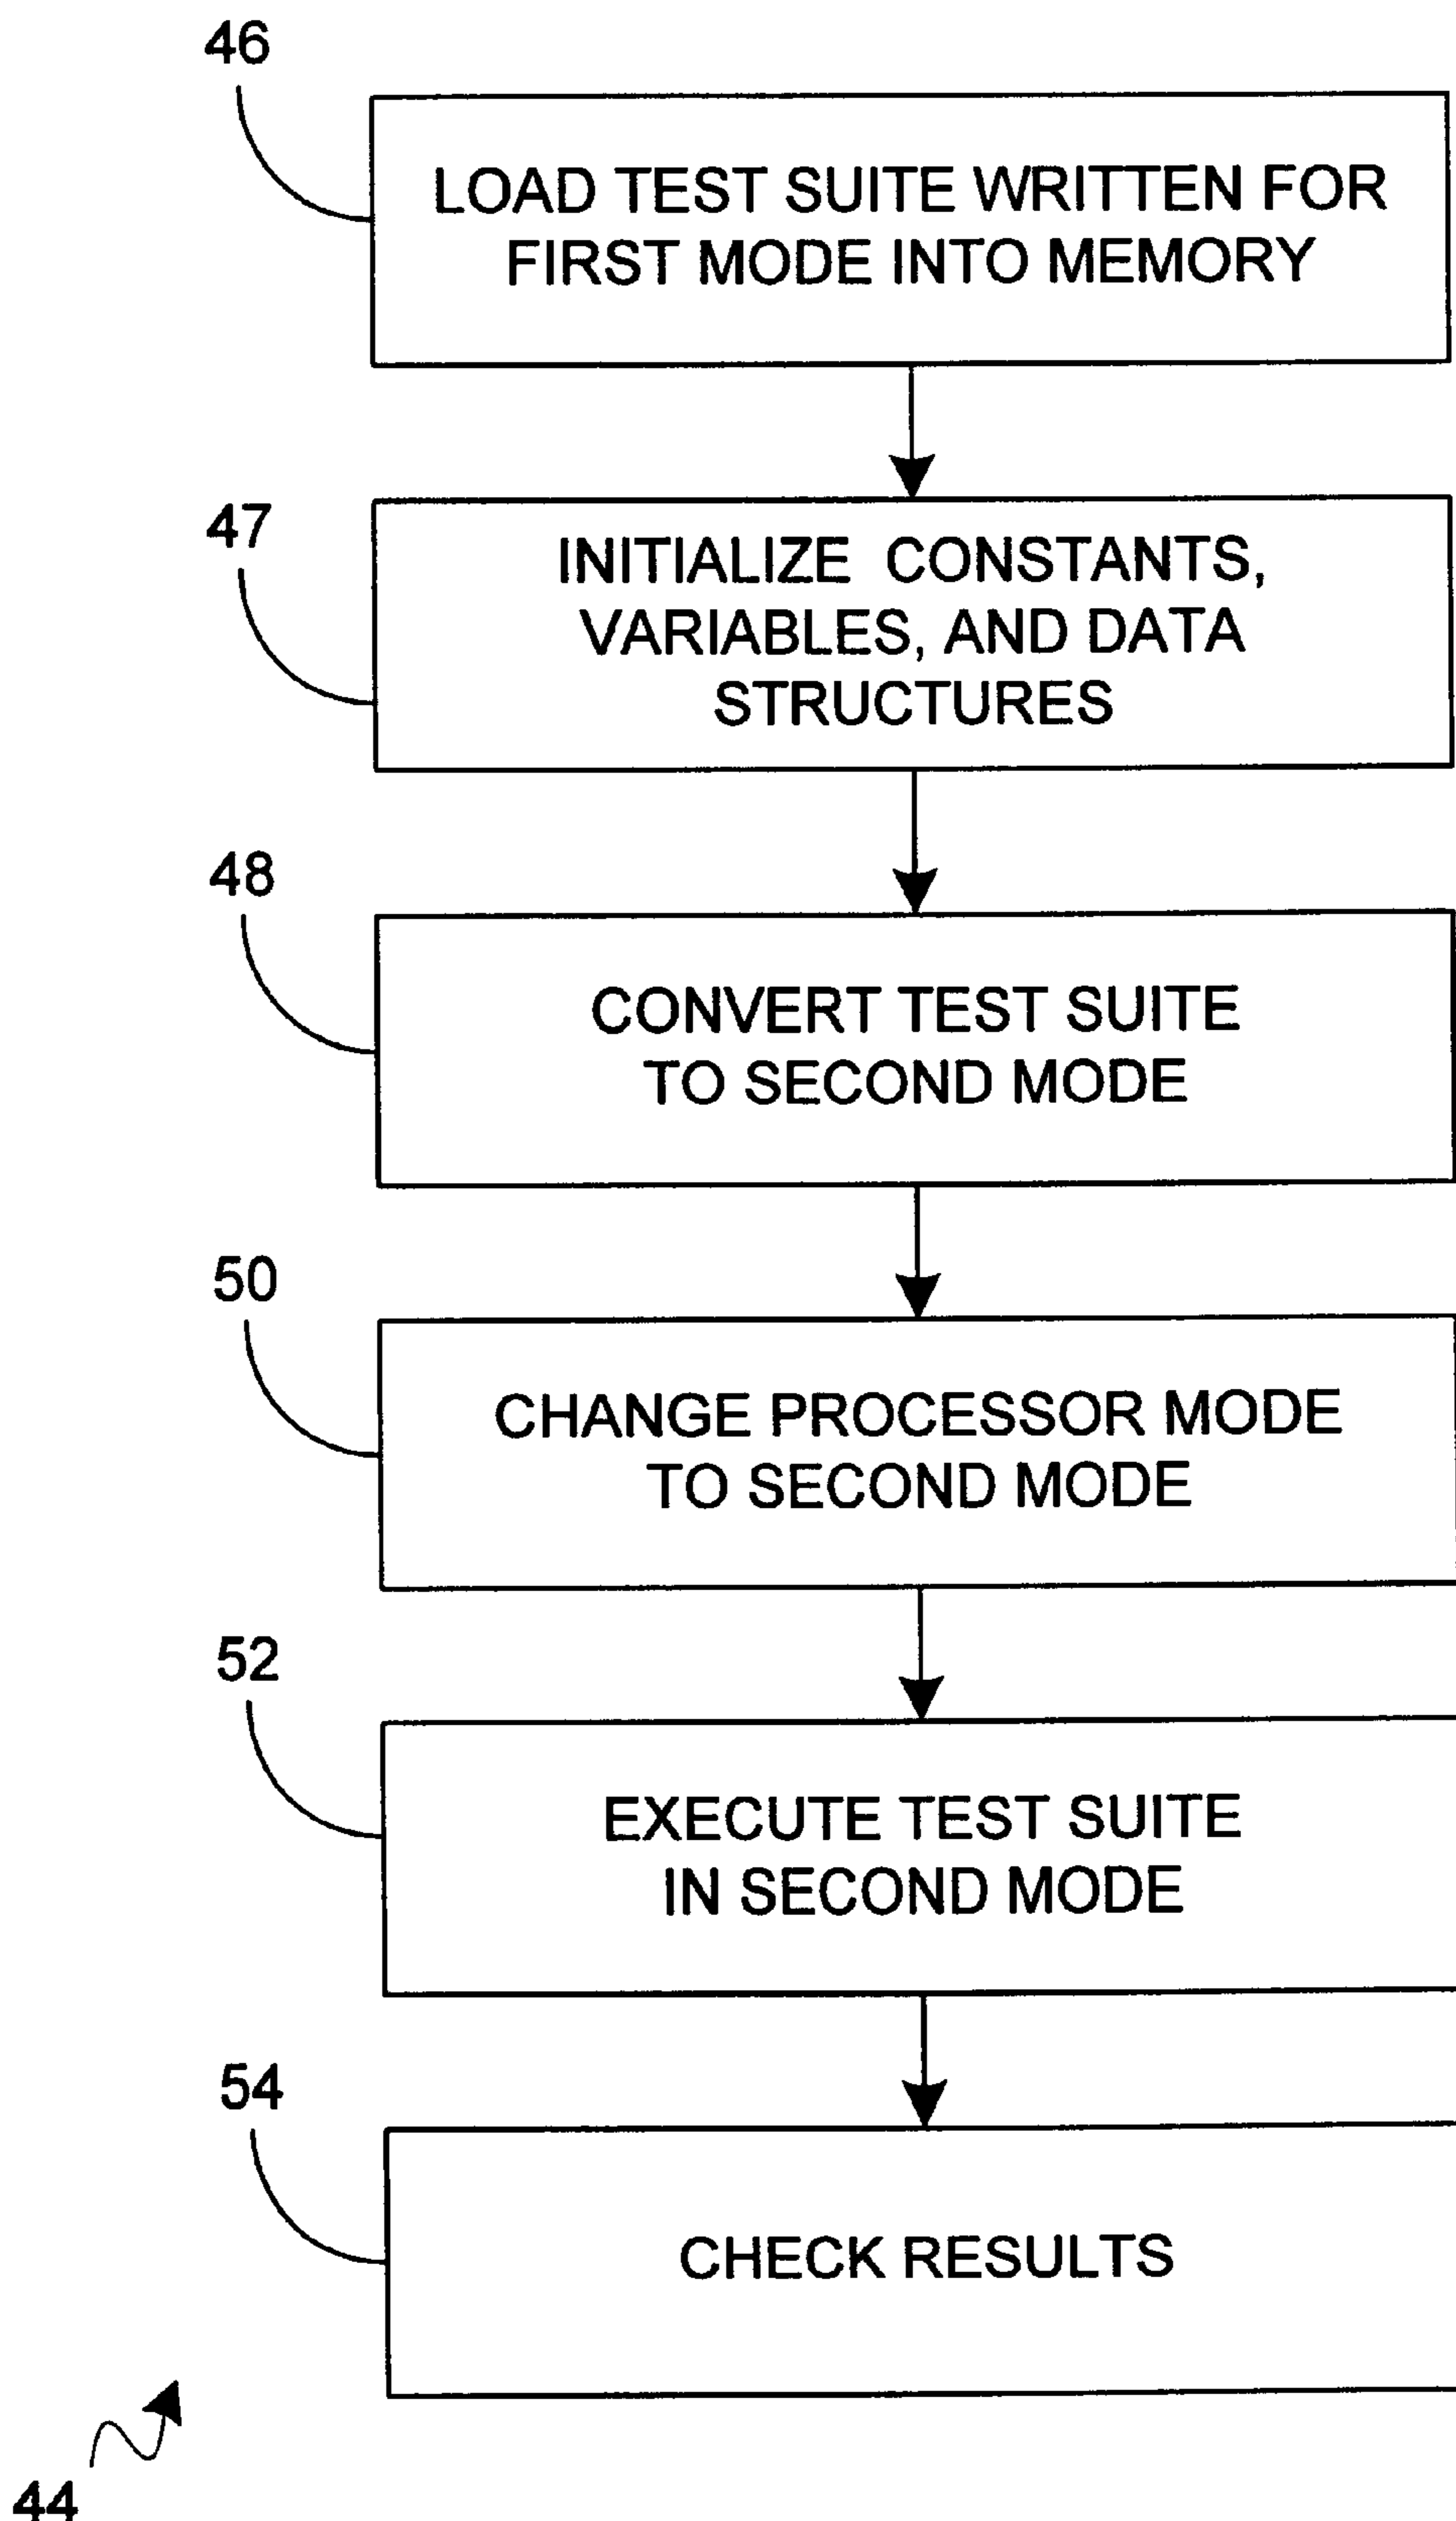 46
LOAD TEST SUITE WRITTEN FOR
FIRST MODE INTO MEMORY
47
INITIALIZE CONSTANTS,
VARIABLES, AND DATA
STRUCTURES
48
CONVERT TEST SUITE
TO SECOND MODE
50
CHANGE PROCESSOR MODE
TO SECOND MODE
52
EXECUTE TEST SUITE
IN SECOND MODE
54
CHECK RESULTS
44